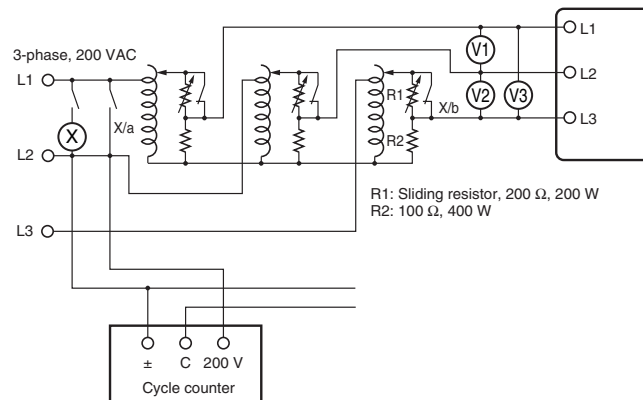 3-phase, 200 VAC
L1
L2
L3
X
X/a
R1
R2
X/b
V1
V2
V3
L1
L2
L3
R1: Sliding resistor, 200 Ω, 200 W
R2: 100 Ω, 400 W
± C 200 V
Cycle counter